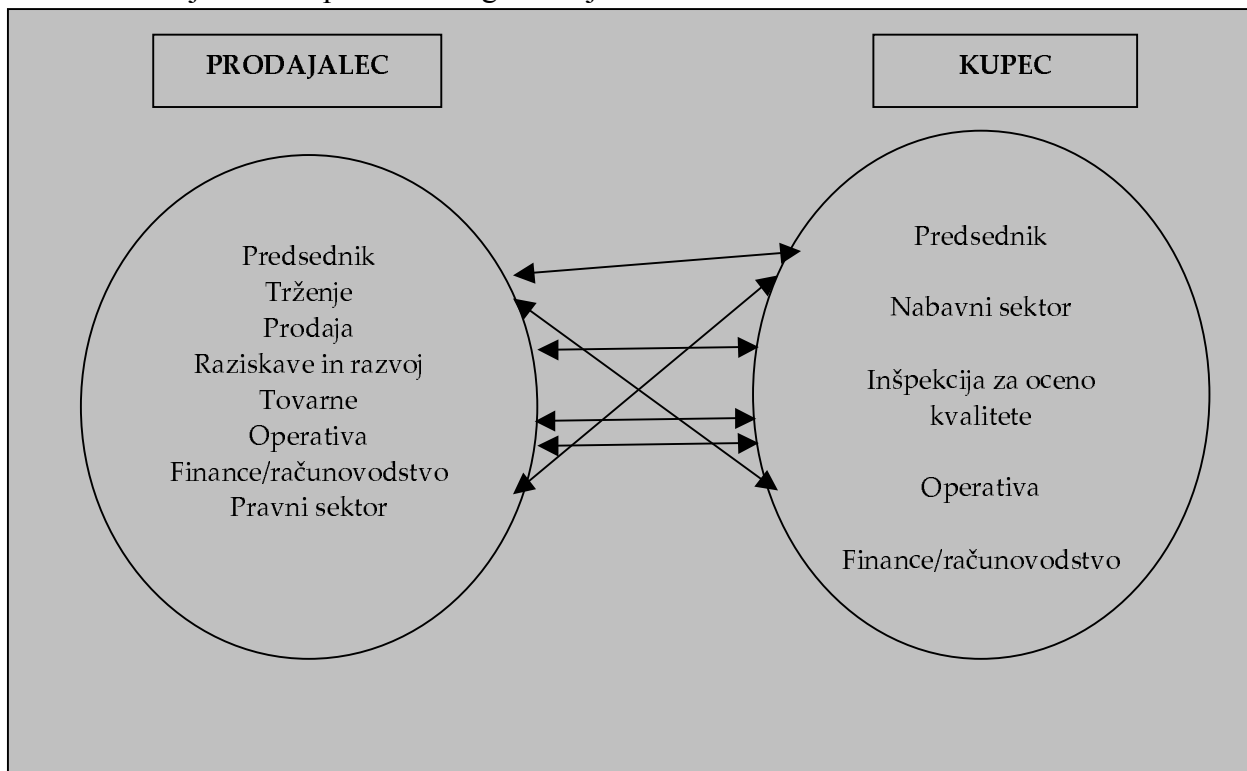 PRODAJALEC
KUPEC
Predsednik
Trženje
Prodaja
Raziskave in razvoj
Tovarne
Operativa
Finance/računovodstvo
Pravni sektor
Predsednik
Nabavni sektor
Inšpekcija za oceno
kvalitete
Operativa
Finance/računovodstvo